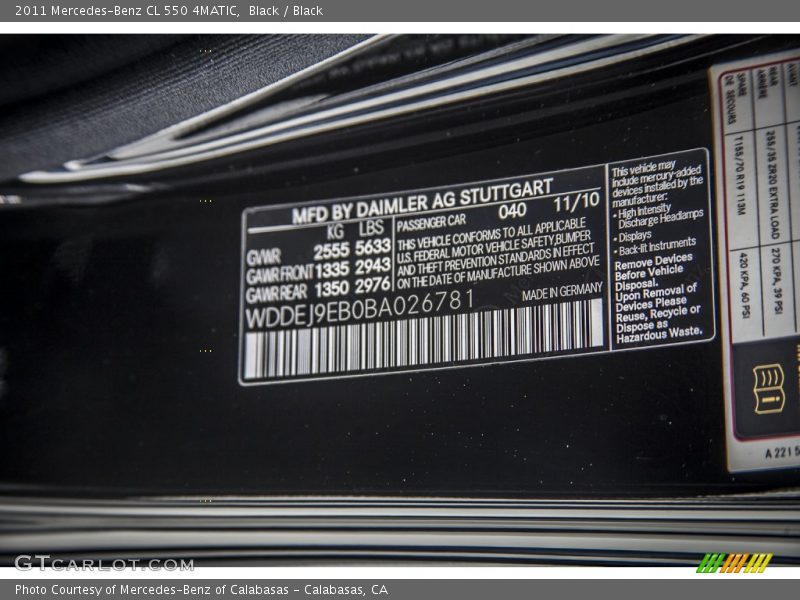 2011 Mercedes-Benz CL 550 4MATIC,  Black / Black
MFD BY DAIMLER AG STUTTGART
KG LBS
GVWR 2555 5633
GAWR FRONT 1335 2943
GAWR REAR 1350 2976
PASSENGER CAR 040 11/10
THIS VEHICLE CONFORMS TO ALL APPLICABLE
U.S. FEDERAL MOTOR VEHICLE SAFETY,BUMPER
AND THEFT PREVENTION STANDARDS IN EFFECT
ON THE DATE OF MANUFACTURE SHOWN ABOVE
WDDEJ9EB0BA026781
MADE IN GERMANY
This vehicle may
include mercury-added
devices installed by the
manufacturer:
• High Intensity
Discharge Headlamps
• Displays
• Back-lit Instruments
Remove Devices
Before Vehicle
Disposal.
Upon Removal of
Devices Please
Reuse, Recycle or
Dispose as
Hazardous Waste.
REAR
ARRIÈRE
255/35 ZR20 EXTRA LOAD
270 KPA, 39 PSI
SPARE
DE SECOURS
T155/70 R19 113M
420 KPA, 60 PSI
A 221 5
GTCARLOT.COM
Photo Courtesy of Mercedes-Benz of Calabasas - Calabasas, CA